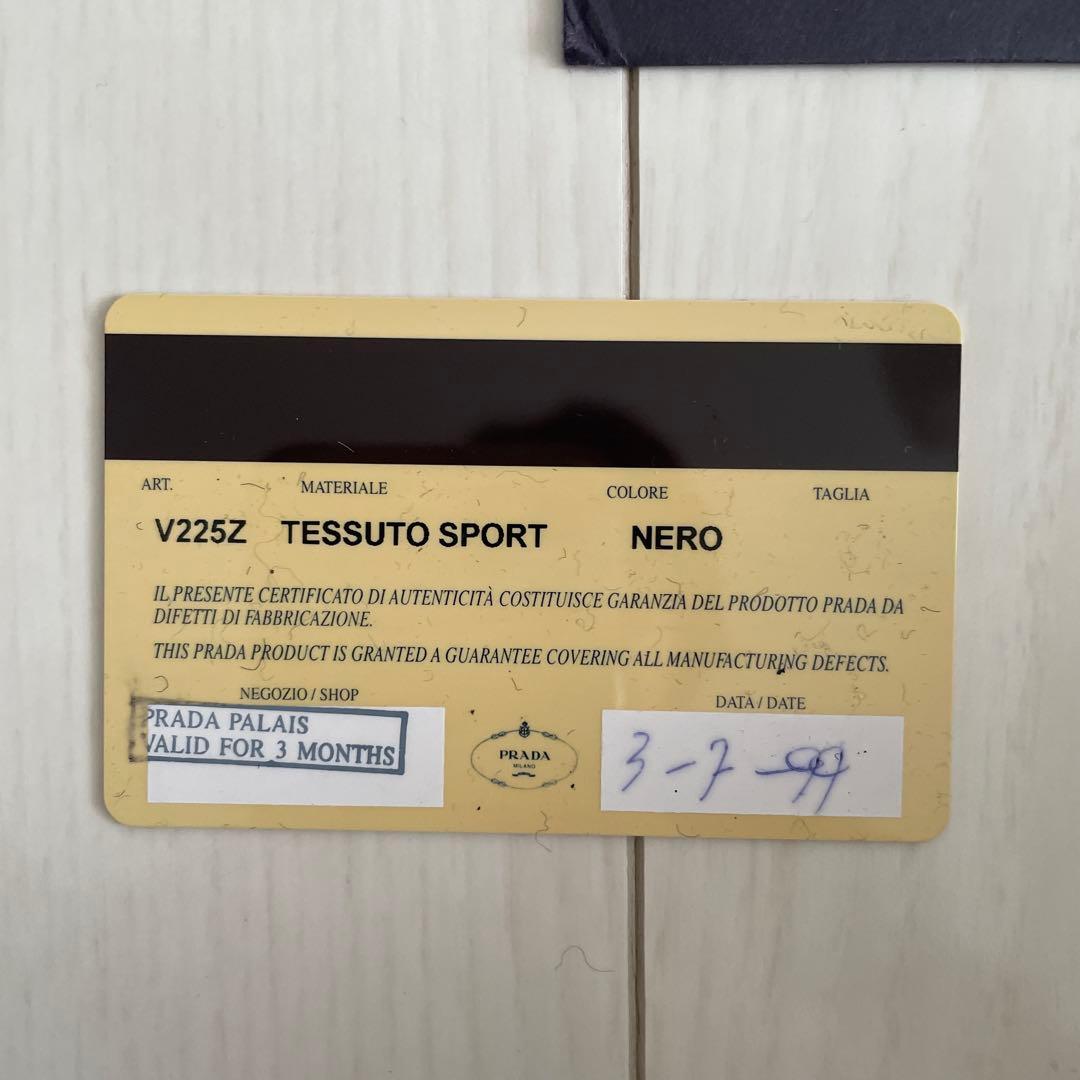 ART. MATERIALE COLORE TAGLIA
V225Z TESSUTO SPORT NERO
IL PRESENTE CERTIFICATO DI AUTENTICITÀ COSTITUISCE GARANZIA DEL PRODOTTO PRADA DA
DIFETTI DI FABBRICAZIONE.
THIS PRADA PRODUCT IS GRANTED A GUARANTEE COVERING ALL MANUFACTURING DEFECTS.
NEGOZIO / SHOP
PRADA PALAIS
VALID FOR 3 MONTHS
PRADA
MILANO
DATA / DATE
3-7-99